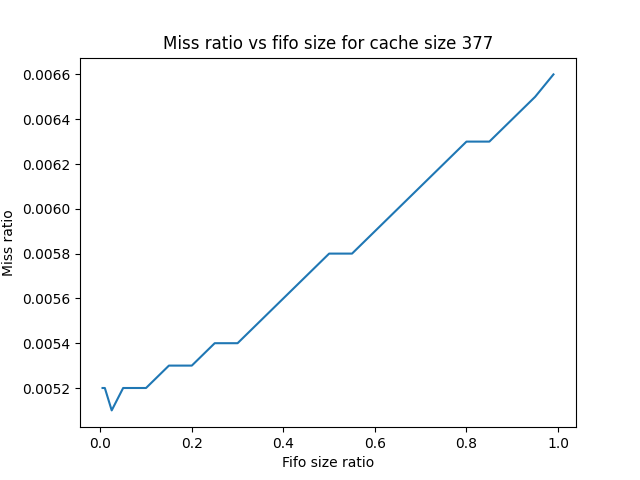 Miss ratio vs fifo size for cache size 377
0.0066
0.0064
0.0062
0.0060
0.0058
0.0056
0.0054
0.0052
Miss ratio
0.0 0.2 0.4 0.6 0.8 1.0
Fifo size ratio